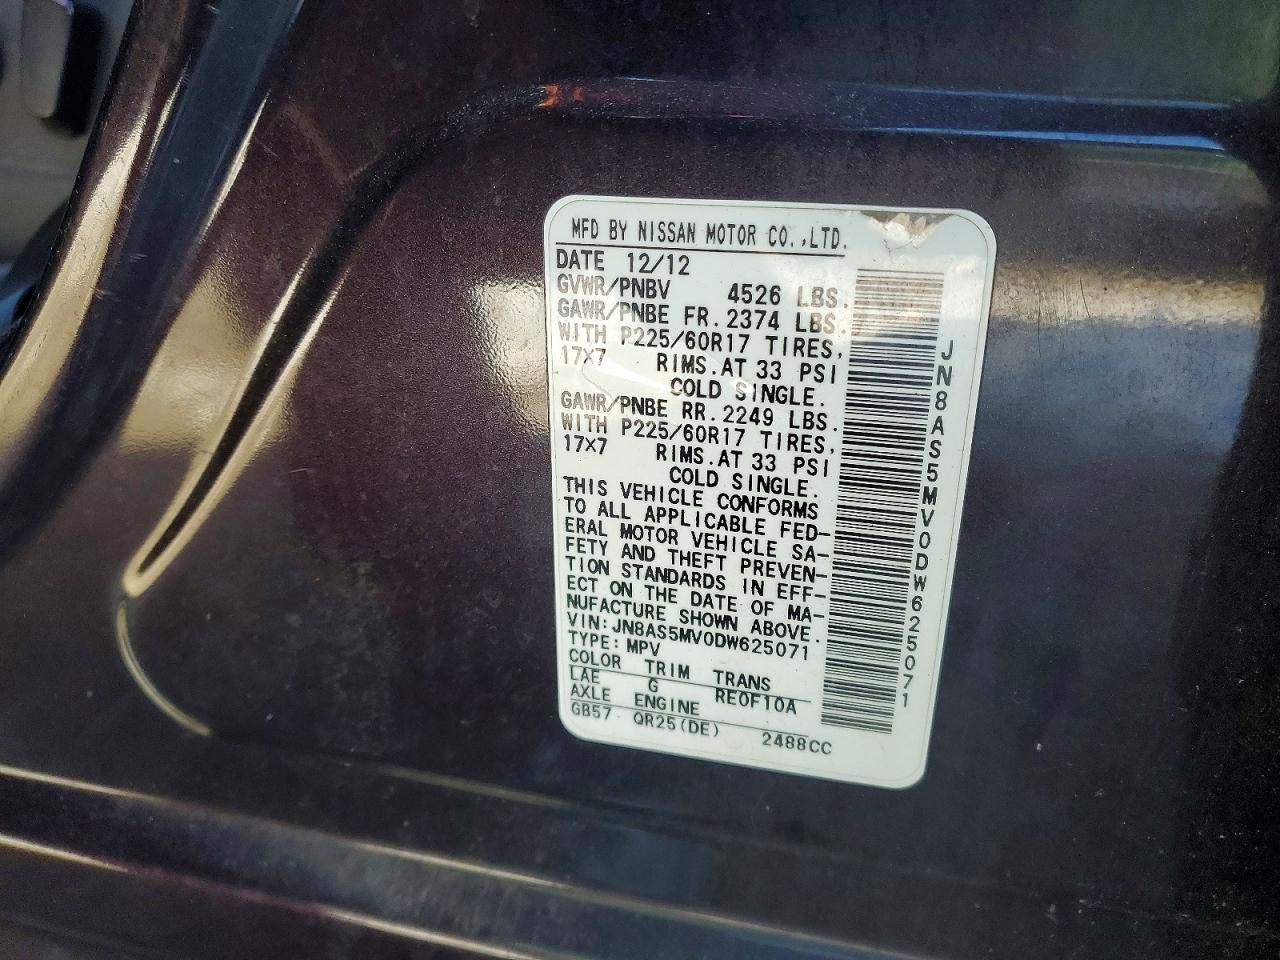 MFD BY NISSAN MOTOR CO.,LTD.
DATE 12/12
GVWR/PNBV 4526 LBS.
GAWR/PNBE FR. 2374 LBS.
WITH P225/60R17 TIRES,
17X7 RIMS.AT 33 PSI
COLD SINGLE.
GAWR/PNBE RR. 2249 LBS.
WITH P225/60R17 TIRES,
17X7 RIMS.AT 33 PSI
COLD SINGLE.
THIS VEHICLE CONFORMS
TO ALL APPLICABLE FED-
ERAL MOTOR VEHICLE SA-
FETY AND THEFT PREVEN-
TION STANDARDS IN EFF-
ECT ON THE DATE OF MA-
NUFACTURE SHOWN ABOVE.
VIN:JN8AS5MV0DW625071
TYPE:MPV
COLOR TRIM TRANS
LAE G RE0F10A
AXLE ENGINE
GB57 QR25(DE) 2488CC
JN8AS5MV0DW625071